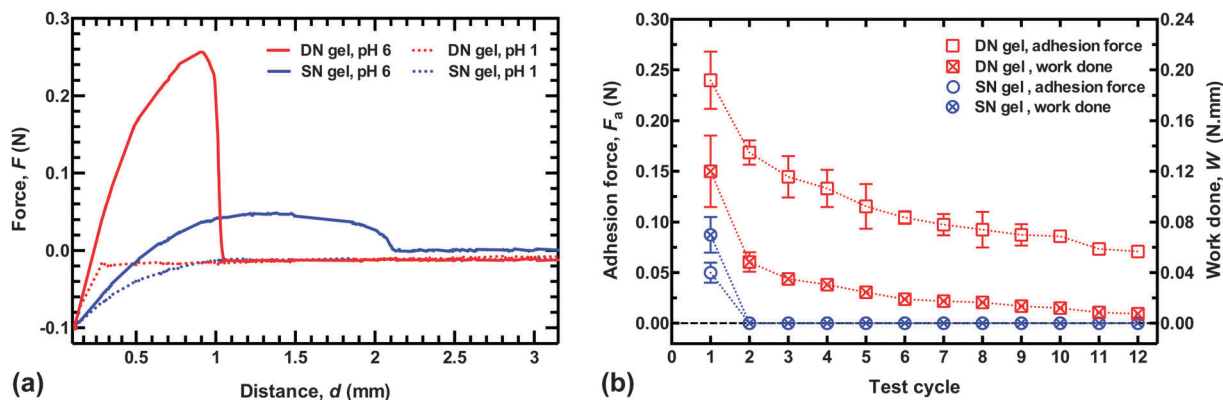 0.3
0.2
0.1
0.0
-0.1
Force, F (N)
DN gel, pH 6
DN gel, pH 1
SN gel, pH 6
SN gel, pH 1
0.5
1
1.5
2
2.5
3
Distance, d (mm)
(a)
0.30
0.25
0.20
0.15
0.10
0.05
0.00
Adhesion force, Fa (N)
DN gel, adhesion force
DN gel , work done
SN gel , adhesion force
SN gel , work done
0.24
0.20
0.16
0.12
0.08
0.04
0.00
Work done, W (N.mm)
0 1 2 3 4 5 6 7 8 9 10 11 12
Test cycle
(b)